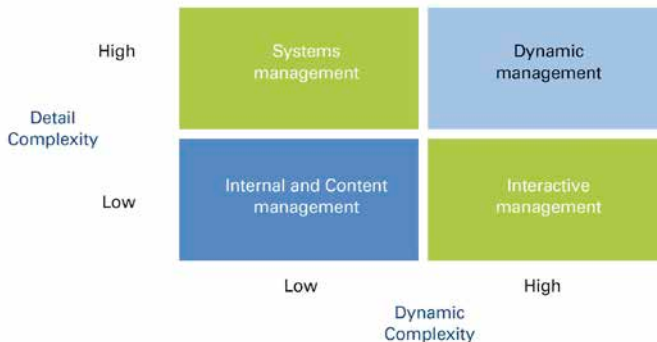 High
Systems
management
Dynamic
management
Detail
Complexity
Low
Internal and Content
management
Interactive
management
Low
High
Dynamic
Complexity